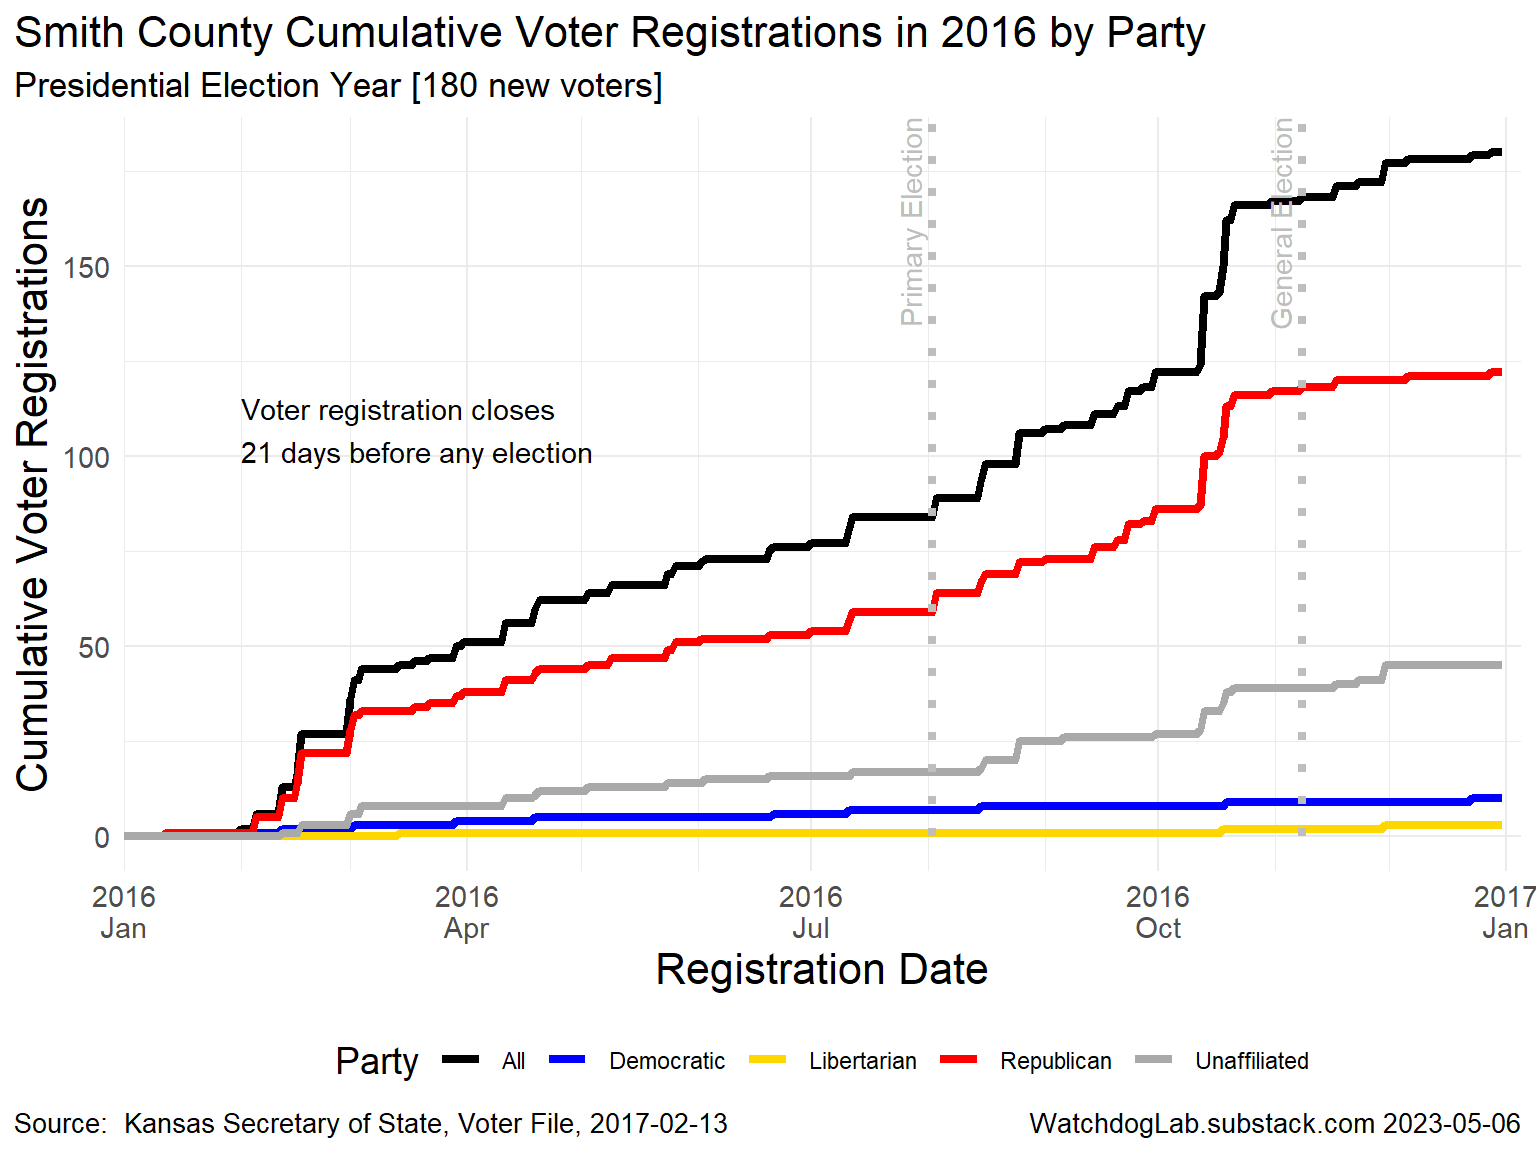 Smith County Cumulative Voter Registrations in 2016 by Party
Presidential Election Year [180 new voters]
Cumulative Voter Registrations
150
100
50
0
Primary Election
General Election
Voter registration closes
21 days before any election
2016 2016 2016 2016 2017
Jan Apr Jul Oct Jan
Registration Date
Party All Democratic Libertarian Republican Unaffiliated
Source:  Kansas Secretary of State, Voter File, 2017-02-13
WatchdogLab.substack.com 2023-05-06